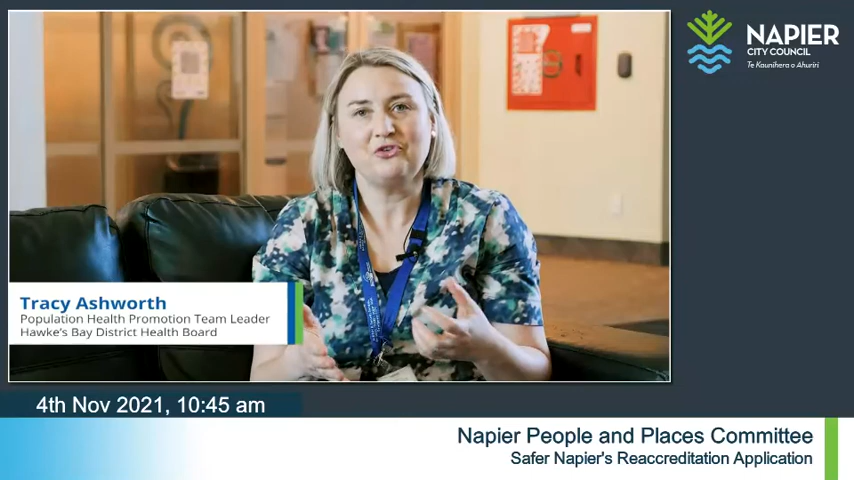 NAPIER
CITY COUNCIL
Te Kaunihera o Ahuriri
Tracy Ashworth
Population Health Promotion Team Leader
Hawke's Bay District Health Board
4th Nov 2021, 10:45 am
Napier People and Places Committee
Safer Napier's Reaccreditation Application